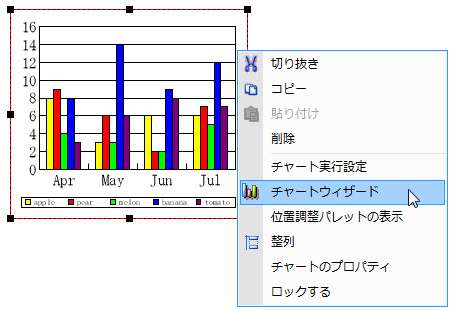 16
14
12
10
8
6
4
2
0
Apr May Jun Jul
apple pear melon banana tomato
切り抜き
コピー
貼り付け
削除
チャート実行設定
チャートウィザード
位置調整パレットの表示
整列
チャートのプロパティ
ロックする